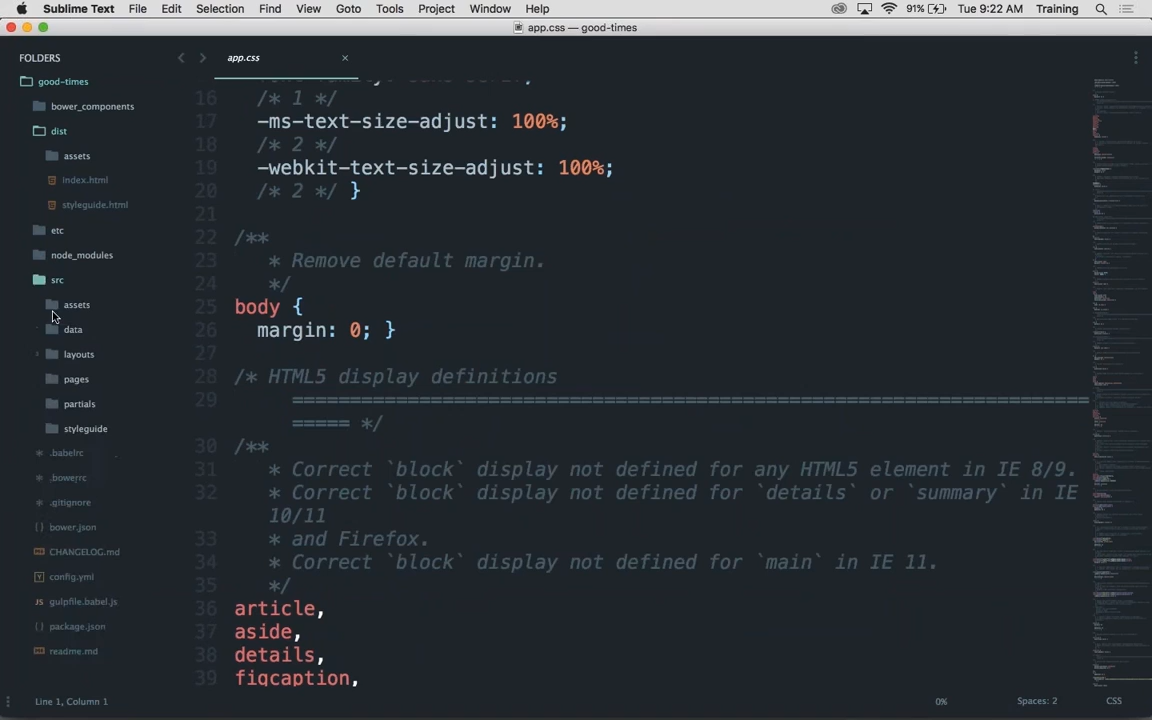 Sublime Text File Edit Selection Find View Goto Tools Project Window Help 91% Tue 9:22 AM Training
app.css — good-times
FOLDERS
good-times
bower_components
dist
assets
index.html
styleguide.html
etc
node_modules
src
assets
data
layouts
pages
partials
styleguide
.babelrc
.bowerrc
.gitignore
bower.json
CHANGELOG.md
config.yml
JS gulpfile.babel.js
package.json
readme.md
app.css
16 /* 1 */
17 -ms-text-size-adjust: 100%;
18 /* 2 */
19 -webkit-text-size-adjust: 100%;
20 /* 2 */ }
21
22 /**
23 * Remove default margin.
24 */
25 body {
26 margin: 0; }
27
28 /* HTML5 display definitions
29 ======================================================================
===== */
30 /**
31 * Correct `block` display not defined for any HTML5 element in IE 8/9.
32 * Correct `block` display not defined for `details` or `summary` in IE
10/11
33 * and Firefox.
34 * Correct `block` display not defined for `main` in IE 11.
35 */
36 article,
37 aside,
38 details,
39 figcaption,
Line 1, Column 1 0% Spaces: 2 CSS